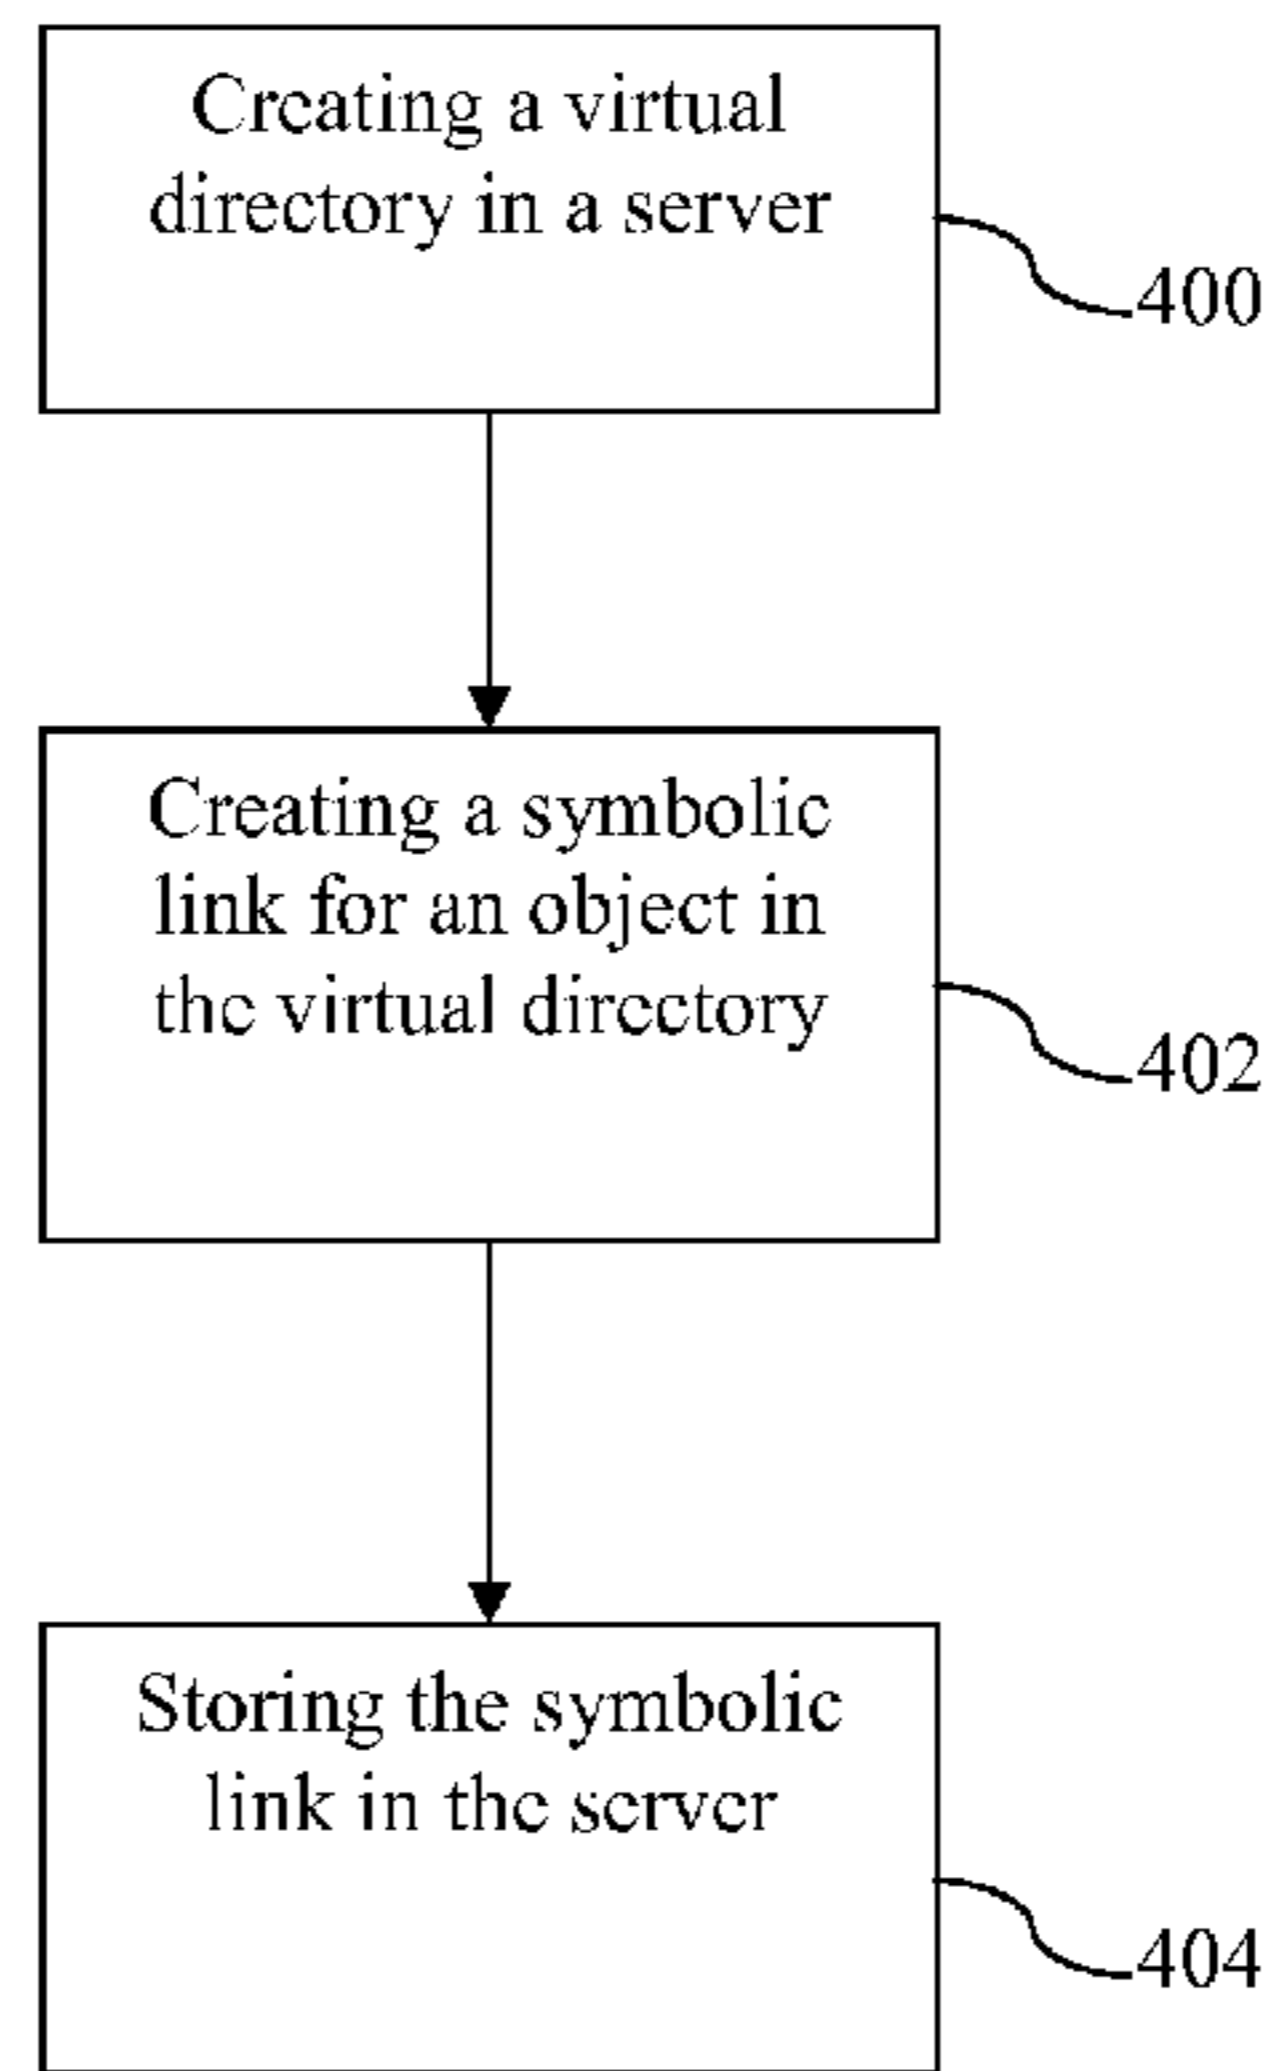 Creating a virtual
directory in a server
400
Creating a symbolic
link for an object in
the virtual directory
402
Storing the symbolic
link in the server
404